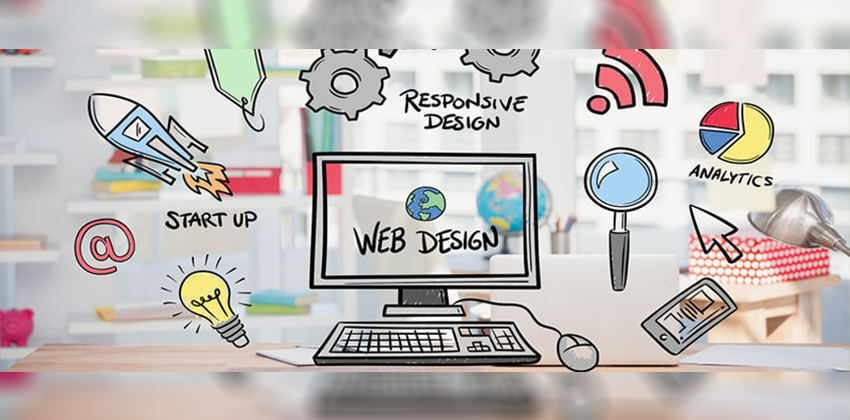 RESPONSIVE
DESIGN
ANALYTICS
START UP
WEB DESIGN
@